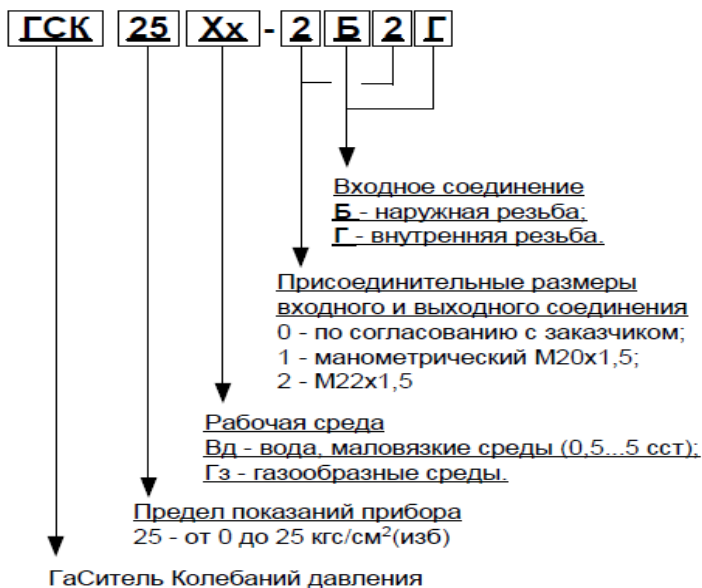 ГСК 25 Хх - 2 Б 2 Г
Входное соединение
Б - наружная резьба;
Г - внутренняя резьба.
Присоединительные размеры
входного и выходного соединения
0 - по согласованию с заказчиком;
1 - манометрический М20х1,5;
2 - М22х1,5
Рабочая среда
Вд - вода, маловязкие среды (0,5...5 сст);
Гз - газообразные среды.
Предел показаний прибора
25 - от 0 до 25 кгс/см²(изб)
ГаСитель Колебаний давления